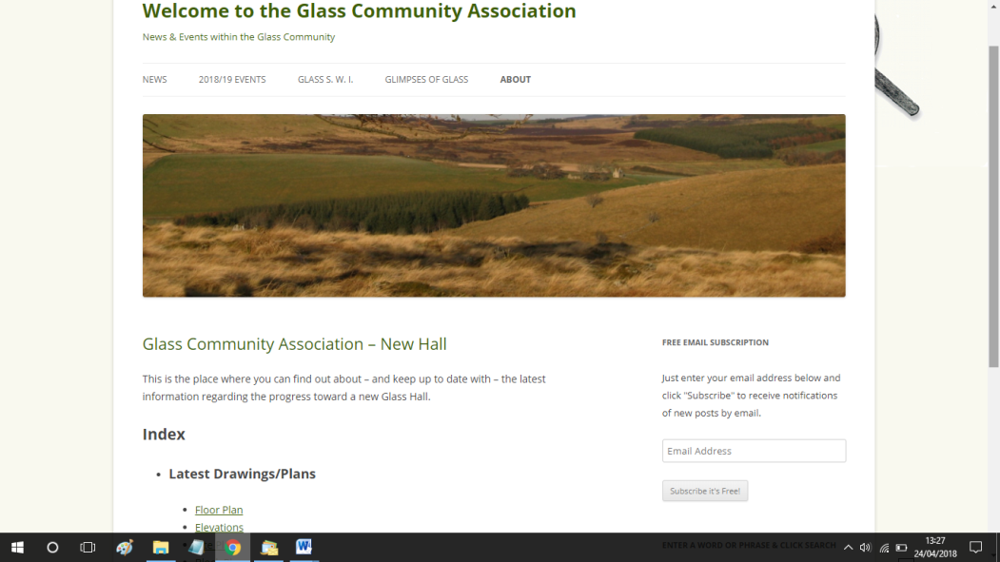 Welcome to the Glass Community Association
News & Events within the Glass Community
NEWS 2018/19 EVENTS GLASS S. W. I. GLIMPSES OF GLASS ABOUT
Glass Community Association – New Hall
This is the place where you can find out about – and keep up to date with – the latest
information regarding the progress toward a new Glass Hall.
Index
Latest Drawings/Plans
Floor Plan
Elevations
FREE EMAIL SUBSCRIPTION
Just enter your email address below and
click "Subscribe" to receive notifications
of new posts by email.
Email Address
Subscribe it's Free!
ENTER A WORD OR PHRASE & CLICK SEARCH
13:27
24/04/2018